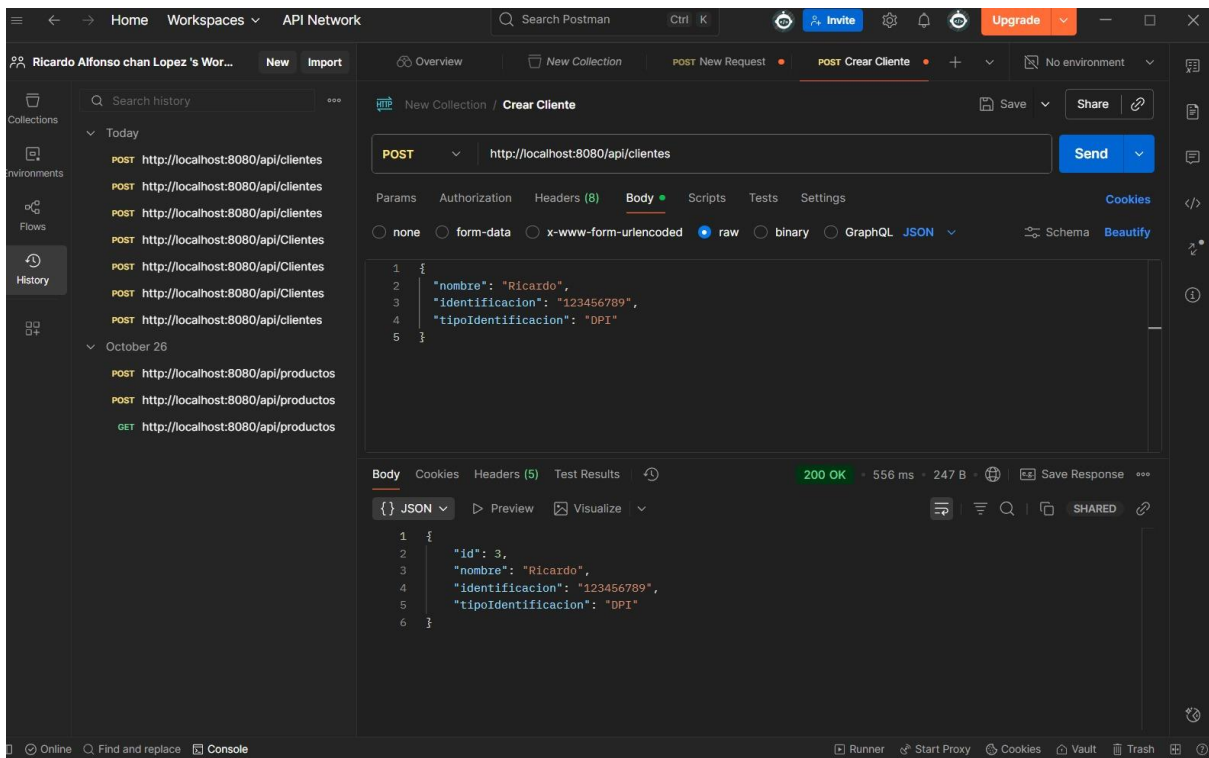 Home Workspaces API Network Search Postman Ctrl K Invite Upgrade
Ricardo Alfonso chan Lopez 's Wor... New Import Overview New Collection POST New Request POST Crear Cliente No environment
Collections
Environments
Flows
History
Search history
Today
POST http://localhost:8080/api/clientes
POST http://localhost:8080/api/clientes
POST http://localhost:8080/api/clientes
POST http://localhost:8080/api/Clientes
POST http://localhost:8080/api/Clientes
POST http://localhost:8080/api/Clientes
POST http://localhost:8080/api/clientes
October 26
POST http://localhost:8080/api/productos
POST http://localhost:8080/api/productos
GET http://localhost:8080/api/productos
HTTP New Collection / Crear Cliente Save Share
POST http://localhost:8080/api/clientes Send
Params Authorization Headers (8) Body Scripts Tests Settings Cookies
none form-data x-www-form-urlencoded raw binary GraphQL JSON Schema Beautify
1 {
2 "nombre": "Ricardo",
3 "identificacion": "123456789",
4 "tipoIdentificacion": "DPI"
5 }
Body Cookies Headers (5) Test Results 200 OK 556 ms 247 B Save Response
{} JSON Preview Visualize SHARED
1 {
2 "id": 3,
3 "nombre": "Ricardo",
4 "identificacion": "123456789",
5 "tipoIdentificacion": "DPI"
6 }
Online Find and replace Console Runner Start Proxy Cookies Vault Trash